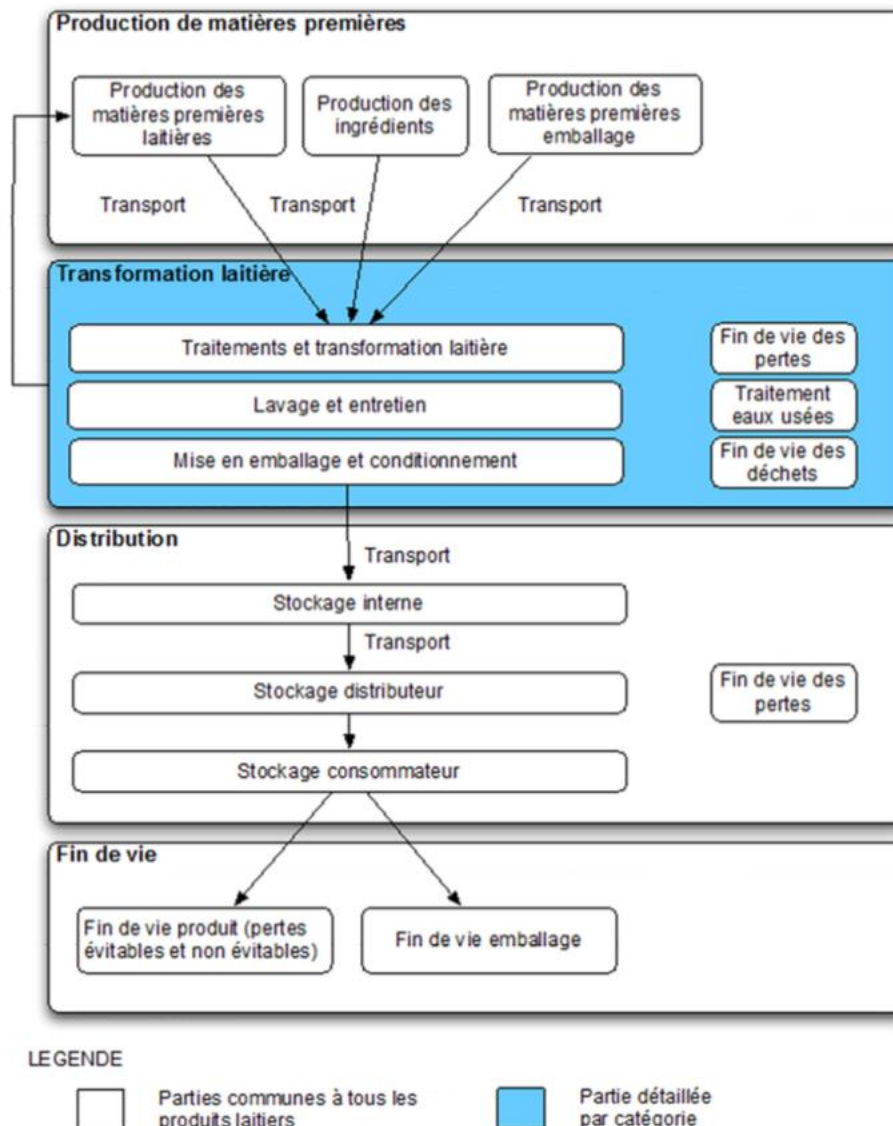 Production de matières premières
Production des
matières premières
laitières
Production des
ingrédients
Production des
matières premières
emballage
Transport
Transport
Transport
Transformation laitière
Traitements et transformation laitière
Fin de vie des
pertes
Lavage et entretien
Traitement
eaux usées
Mise en emballage et conditionnement
Fin de vie des
déchets
Distribution
Transport
Stockage interne
Transport
Stockage distributeur
Fin de vie des
pertes
Stockage consommateur
Fin de vie
Fin de vie produit (pertes
évitables et non évitables)
Fin de vie emballage
LEGENDE
Parties communes à tous les
produits laitiers
Partie détaillée
par catégorie